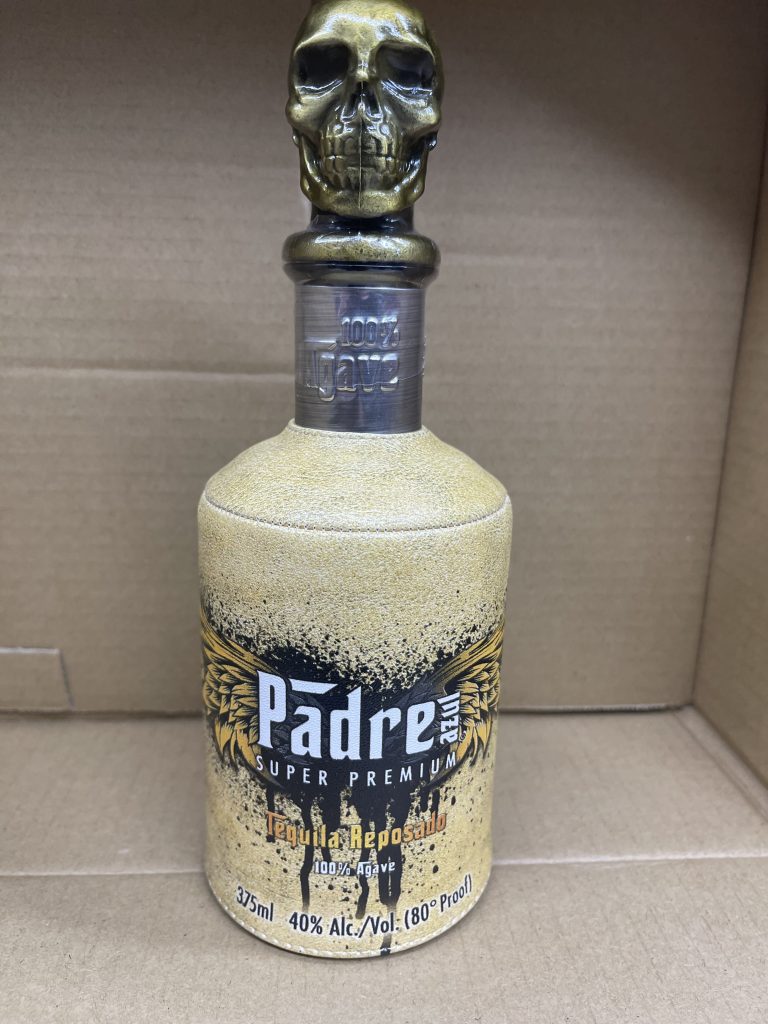 100%
Agave
Padre azul
SUPER PREMIUM
Tequila Reposado
100% Agave
375ml 40% Alc./Vol. (80° Proof)